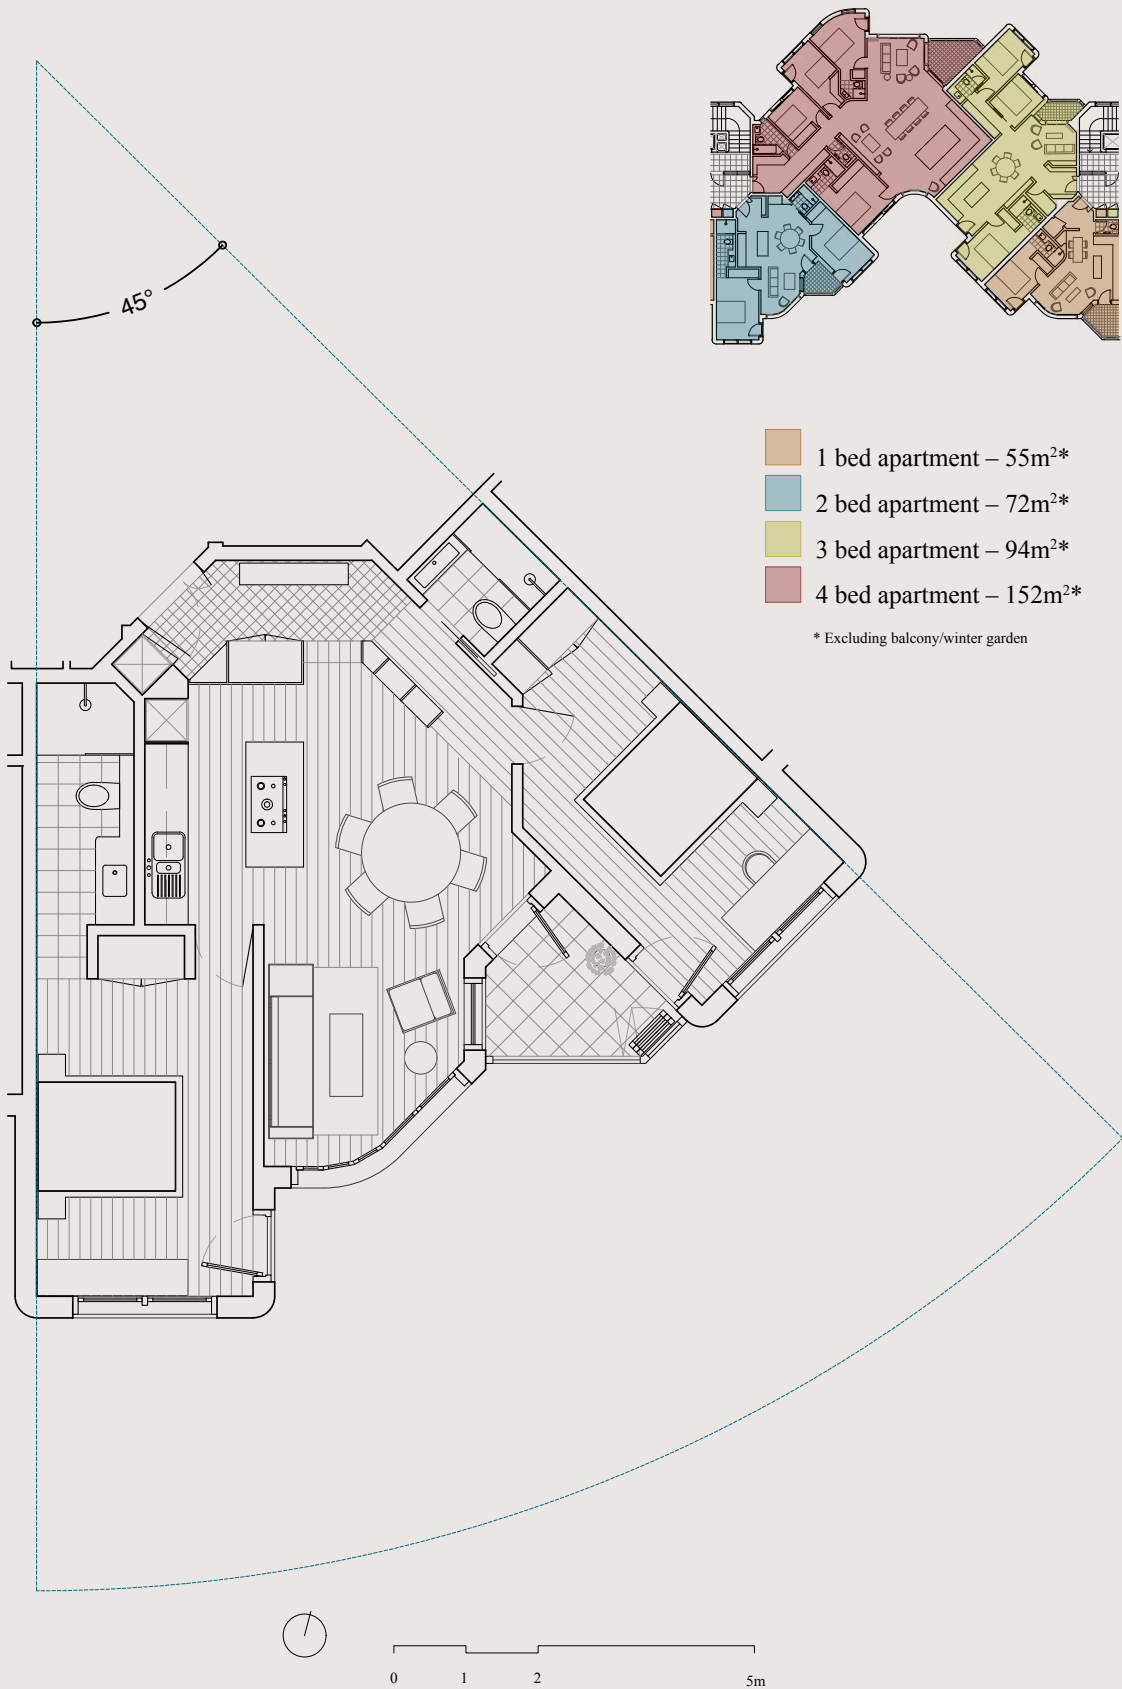 45°
1 bed apartment – 55m²*
2 bed apartment – 72m²*
3 bed apartment – 94m²*
4 bed apartment – 152m²*
* Excluding balcony/winter garden
0 1 2 5m